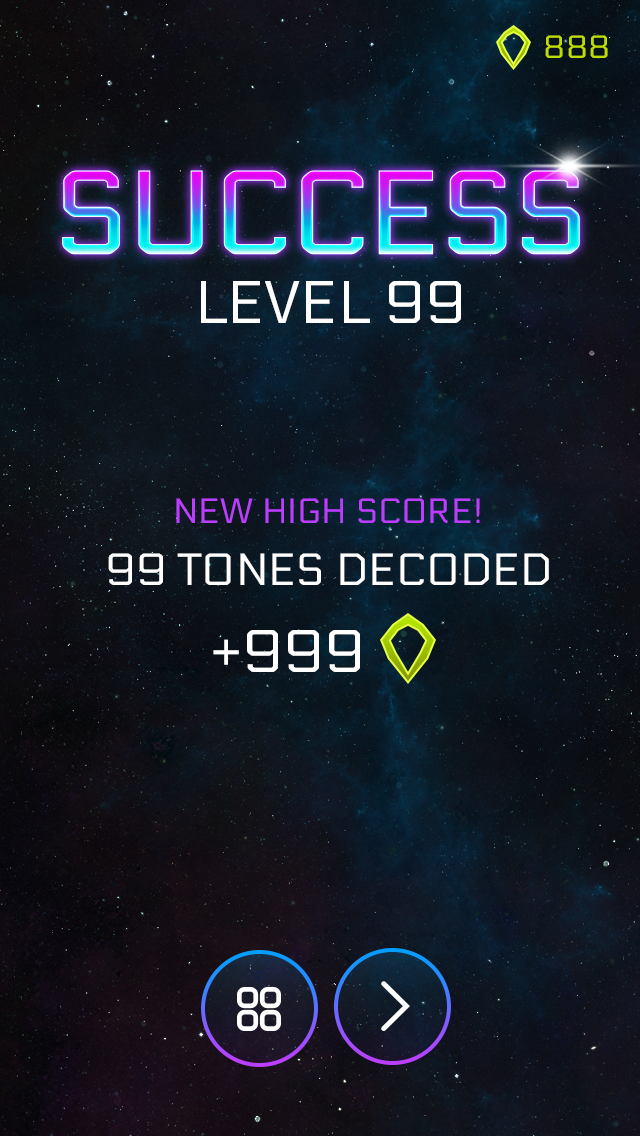 888
SUCCESS
LEVEL 99
NEW HIGH SCORE!
99 TONES DECODED
+999